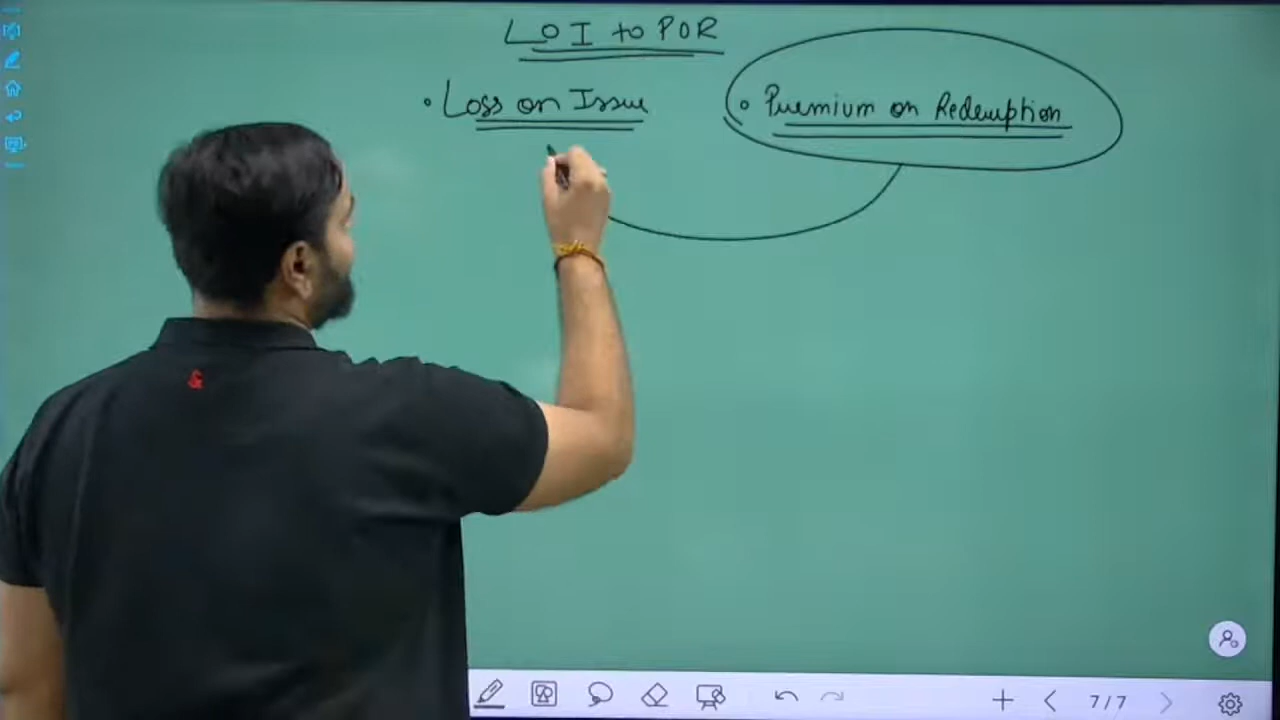 LOI to POR
• Loss on Issue
• Premium on Redemption
&
7/7